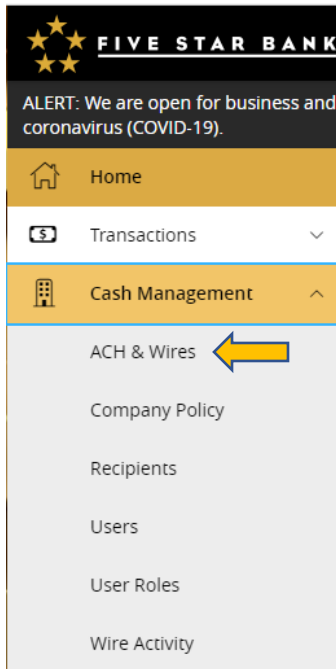 FIVE STAR BANK
ALERT: We are open for business and
coronavirus (COVID-19).
Home
$ Transactions
Cash Management
ACH & Wires
Company Policy
Recipients
Users
User Roles
Wire Activity